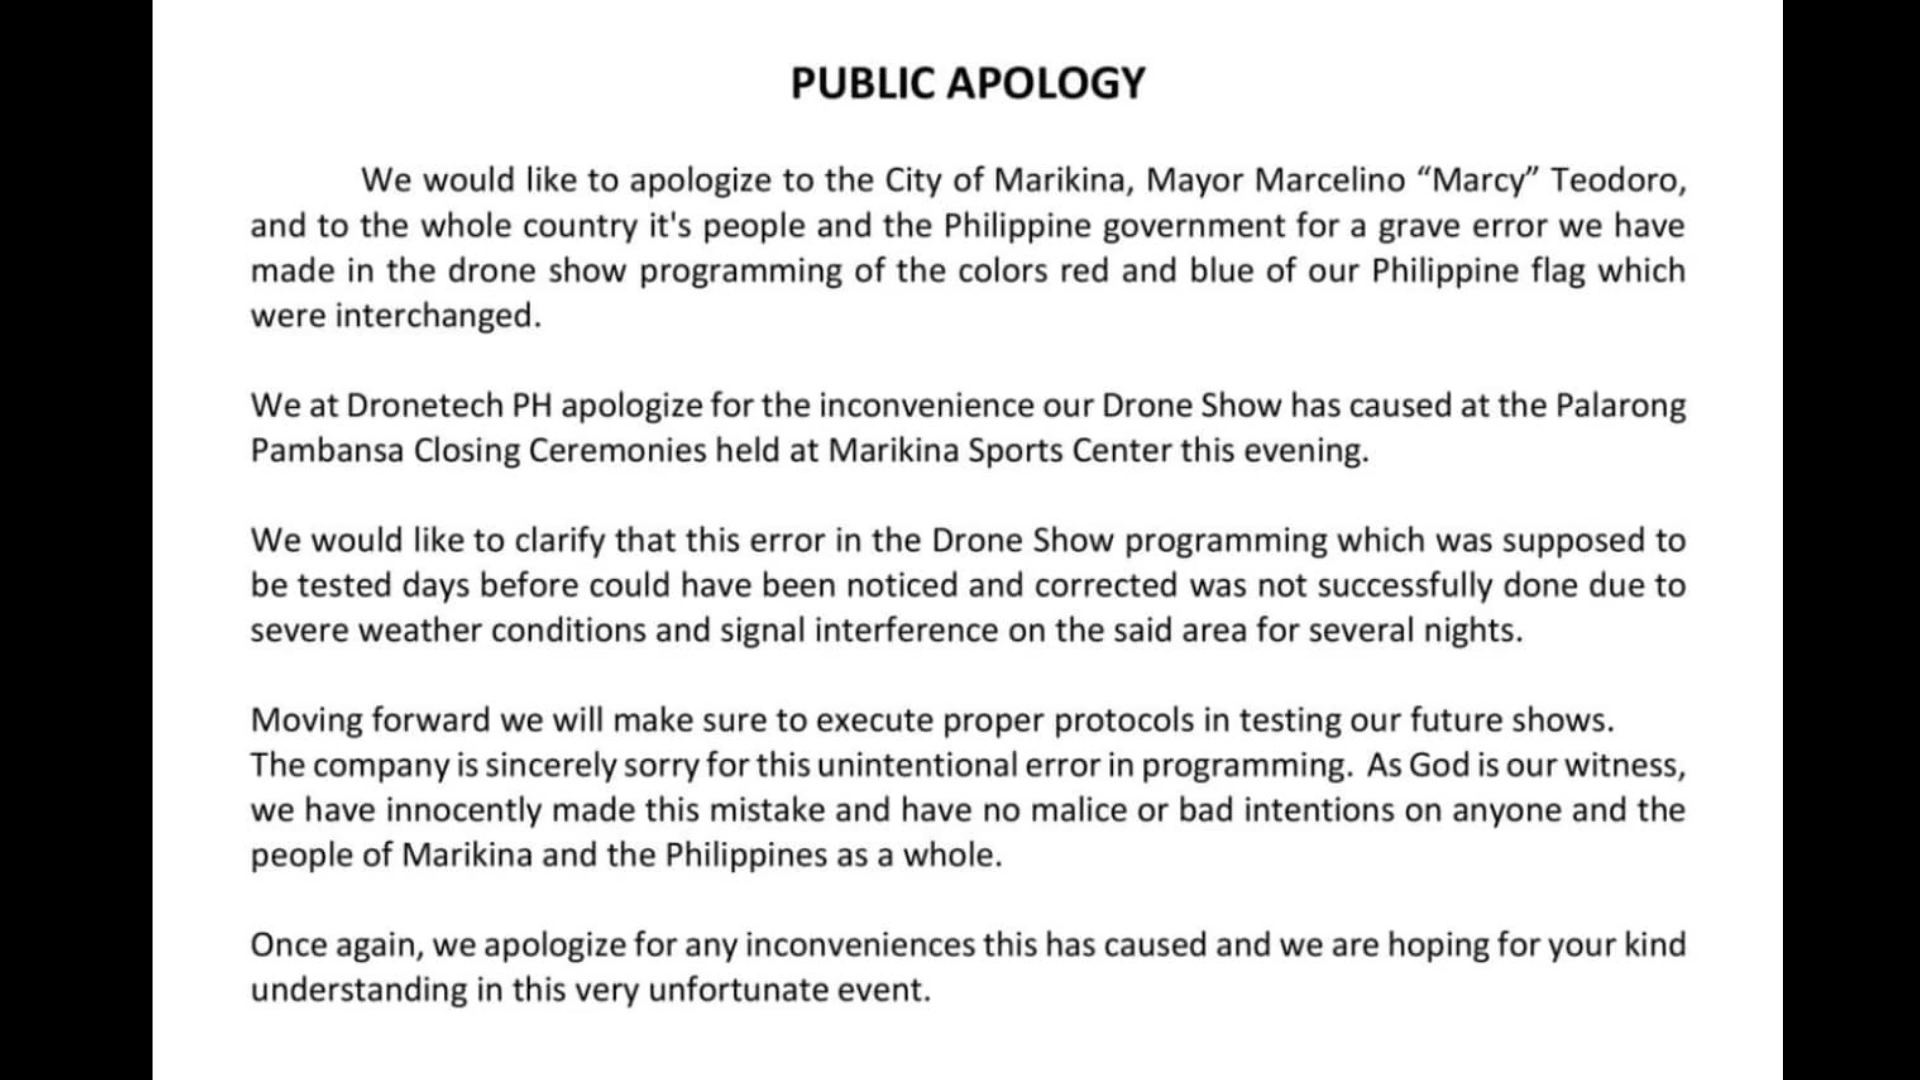 PUBLIC APOLOGY
We would like to apologize to the City of Marikina, Mayor Marcelino “Marcy” Teodoro,
and to the whole country it's people and the Philippine government for a grave error we have
made in the drone show programming of the colors red and blue of our Philippine flag which
were interchanged.
We at Dronetech PH apologize for the inconvenience our Drone Show has caused at the Palarong
Pambansa Closing Ceremonies held at Marikina Sports Center this evening.
We would like to clarify that this error in the Drone Show programming which was supposed to
be tested days before could have been noticed and corrected was not successfully done due to
severe weather conditions and signal interference on the said area for several nights.
Moving forward we will make sure to execute proper protocols in testing our future shows.
The company is sincerely sorry for this unintentional error in programming. As God is our witness,
we have innocently made this mistake and have no malice or bad intentions on anyone and the
people of Marikina and the Philippines as a whole.
Once again, we apologize for any inconveniences this has caused and we are hoping for your kind
understanding in this very unfortunate event.